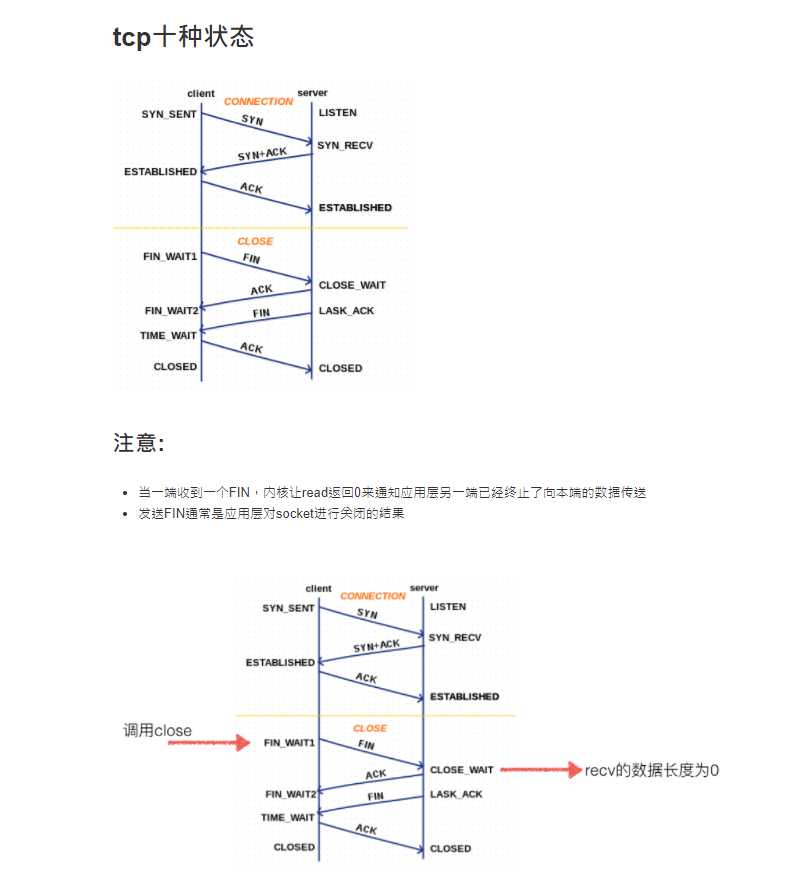 tcp十种状态
client
server
CONNECTION
SYN_SENT
SYN
LISTEN
SYN_RECV
SYN+ACK
ESTABLISHED
ACK
ESTABLISHED
CLOSE
FIN_WAIT1
FIN
CLOSE_WAIT
ACK
FIN_WAIT2
FIN
LASK_ACK
TIME_WAIT
ACK
CLOSED
CLOSED
注意:
当一端收到一个FIN，内核让read返回0来通知应用层另一端已经终止了向本端的数据传送
发送FIN通常是应用层对socket进行关闭的结果
client
server
CONNECTION
SYN_SENT
SYN
LISTEN
SYN_RECV
SYN+ACK
ESTABLISHED
ACK
ESTABLISHED
调用close
CLOSE
FIN_WAIT1
FIN
CLOSE_WAIT
recv的数据长度为0
ACK
FIN_WAIT2
FIN
LASK_ACK
TIME_WAIT
ACK
CLOSED
CLOSED